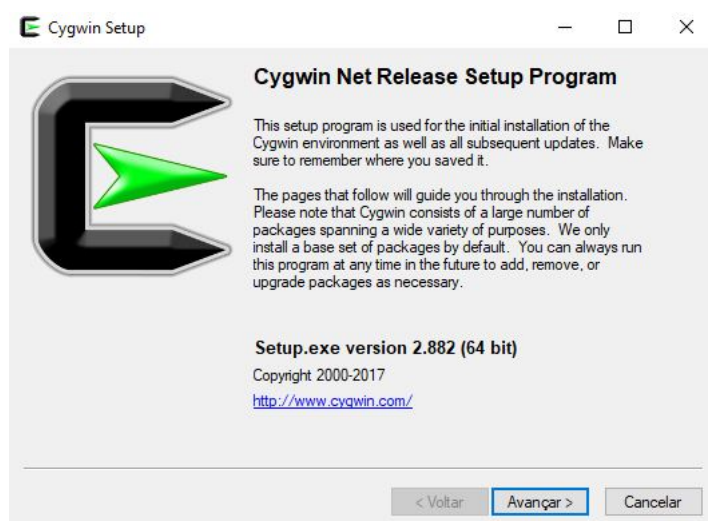 Cygwin Setup
Cygwin Net Release Setup Program
This setup program is used for the initial installation of the
Cygwin environment as well as all subsequent updates. Make
sure to remember where you saved it.
The pages that follow will guide you through the installation.
Please note that Cygwin consists of a large number of
packages spanning a wide variety of purposes. We only
install a base set of packages by default. You can always run
this program at any time in the future to add, remove, or
upgrade packages as necessary.
Setup.exe version 2.882 (64 bit)
Copyright 2000-2017
http://www.cygwin.com/
< Voltar Avançar > Cancelar